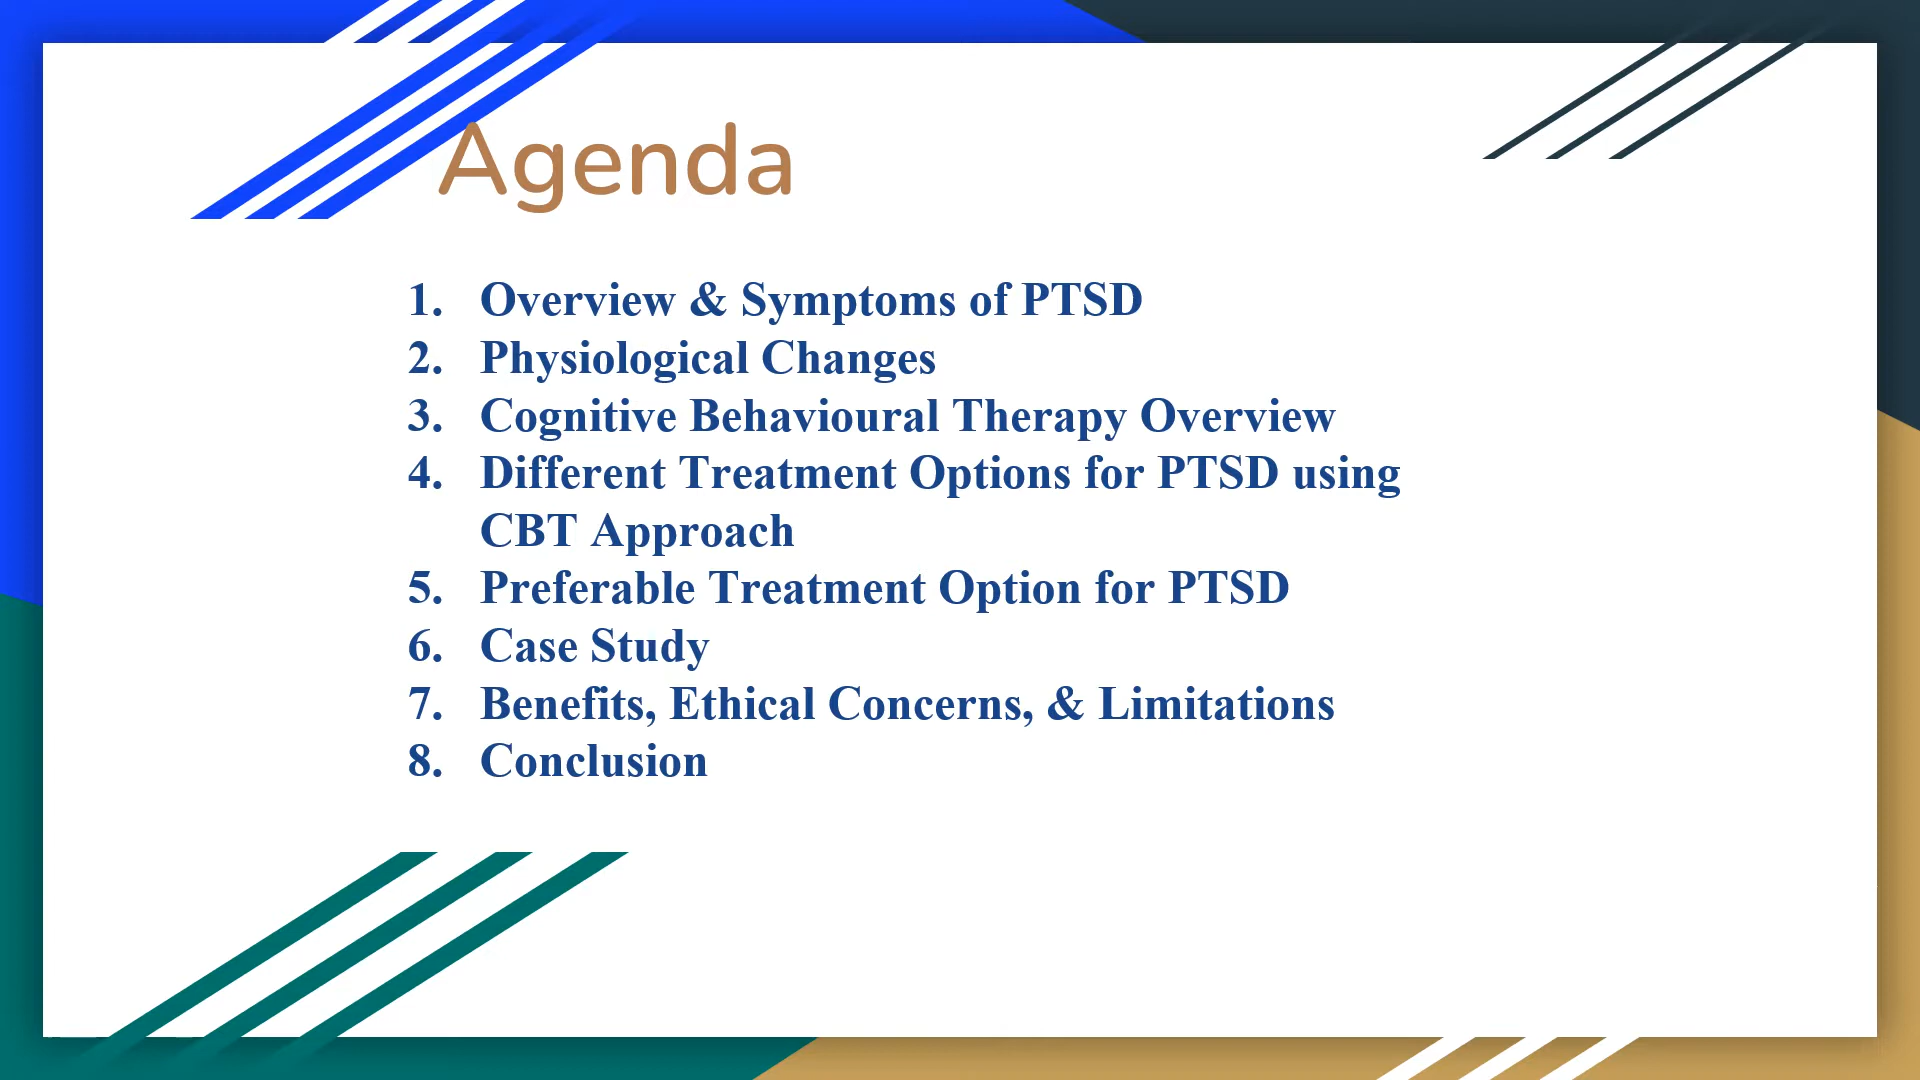 Agenda
1. Overview & Symptoms of PTSD
2. Physiological Changes
3. Cognitive Behavioural Therapy Overview
4. Different Treatment Options for PTSD using
CBT Approach
5. Preferable Treatment Option for PTSD
6. Case Study
7. Benefits, Ethical Concerns, & Limitations
8. Conclusion